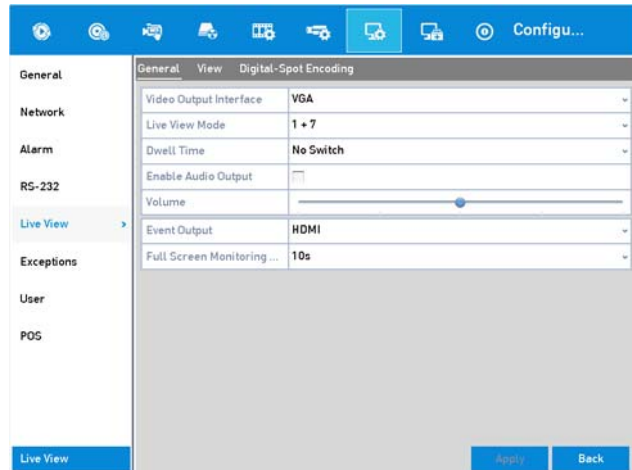 Configu...
General
Network
Alarm
RS-232
Live View
Exceptions
User
POS
Live View
General View Digital-Spot Encoding
Video Output Interface VGA
Live View Mode 1 + 7
Dwell Time No Switch
Enable Audio Output
Volume
Event Output HDMI
Full Screen Monitoring ... 10s
Apply Back